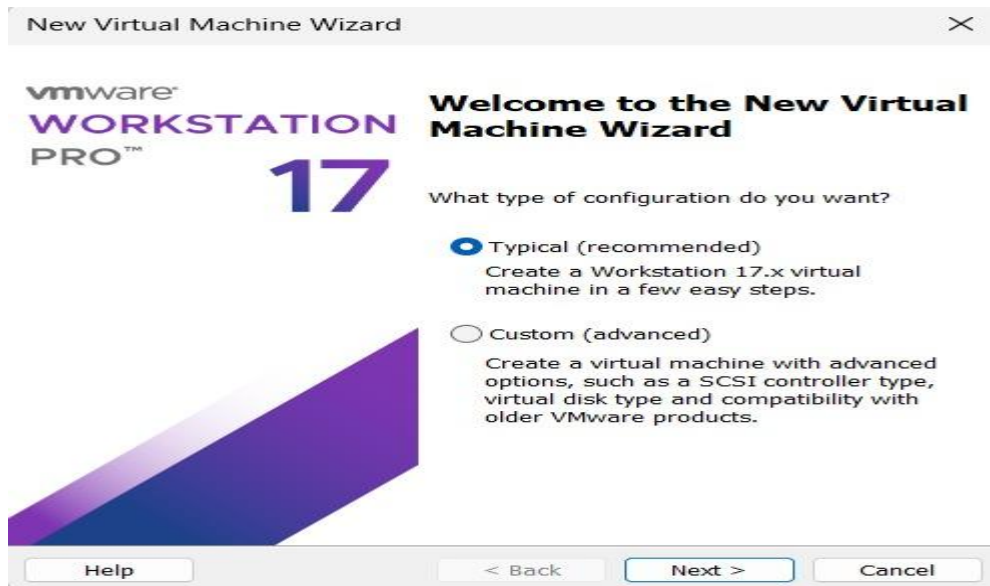 New Virtual Machine Wizard
vmware®
WORKSTATION
PRO™
17
Welcome to the New Virtual
Machine Wizard
What type of configuration do you want?
Typical (recommended)
Create a Workstation 17.x virtual
machine in a few easy steps.
Custom (advanced)
Create a virtual machine with advanced
options, such as a SCSI controller type,
virtual disk type and compatibility with
older VMware products.
Help
< Back
Next >
Cancel